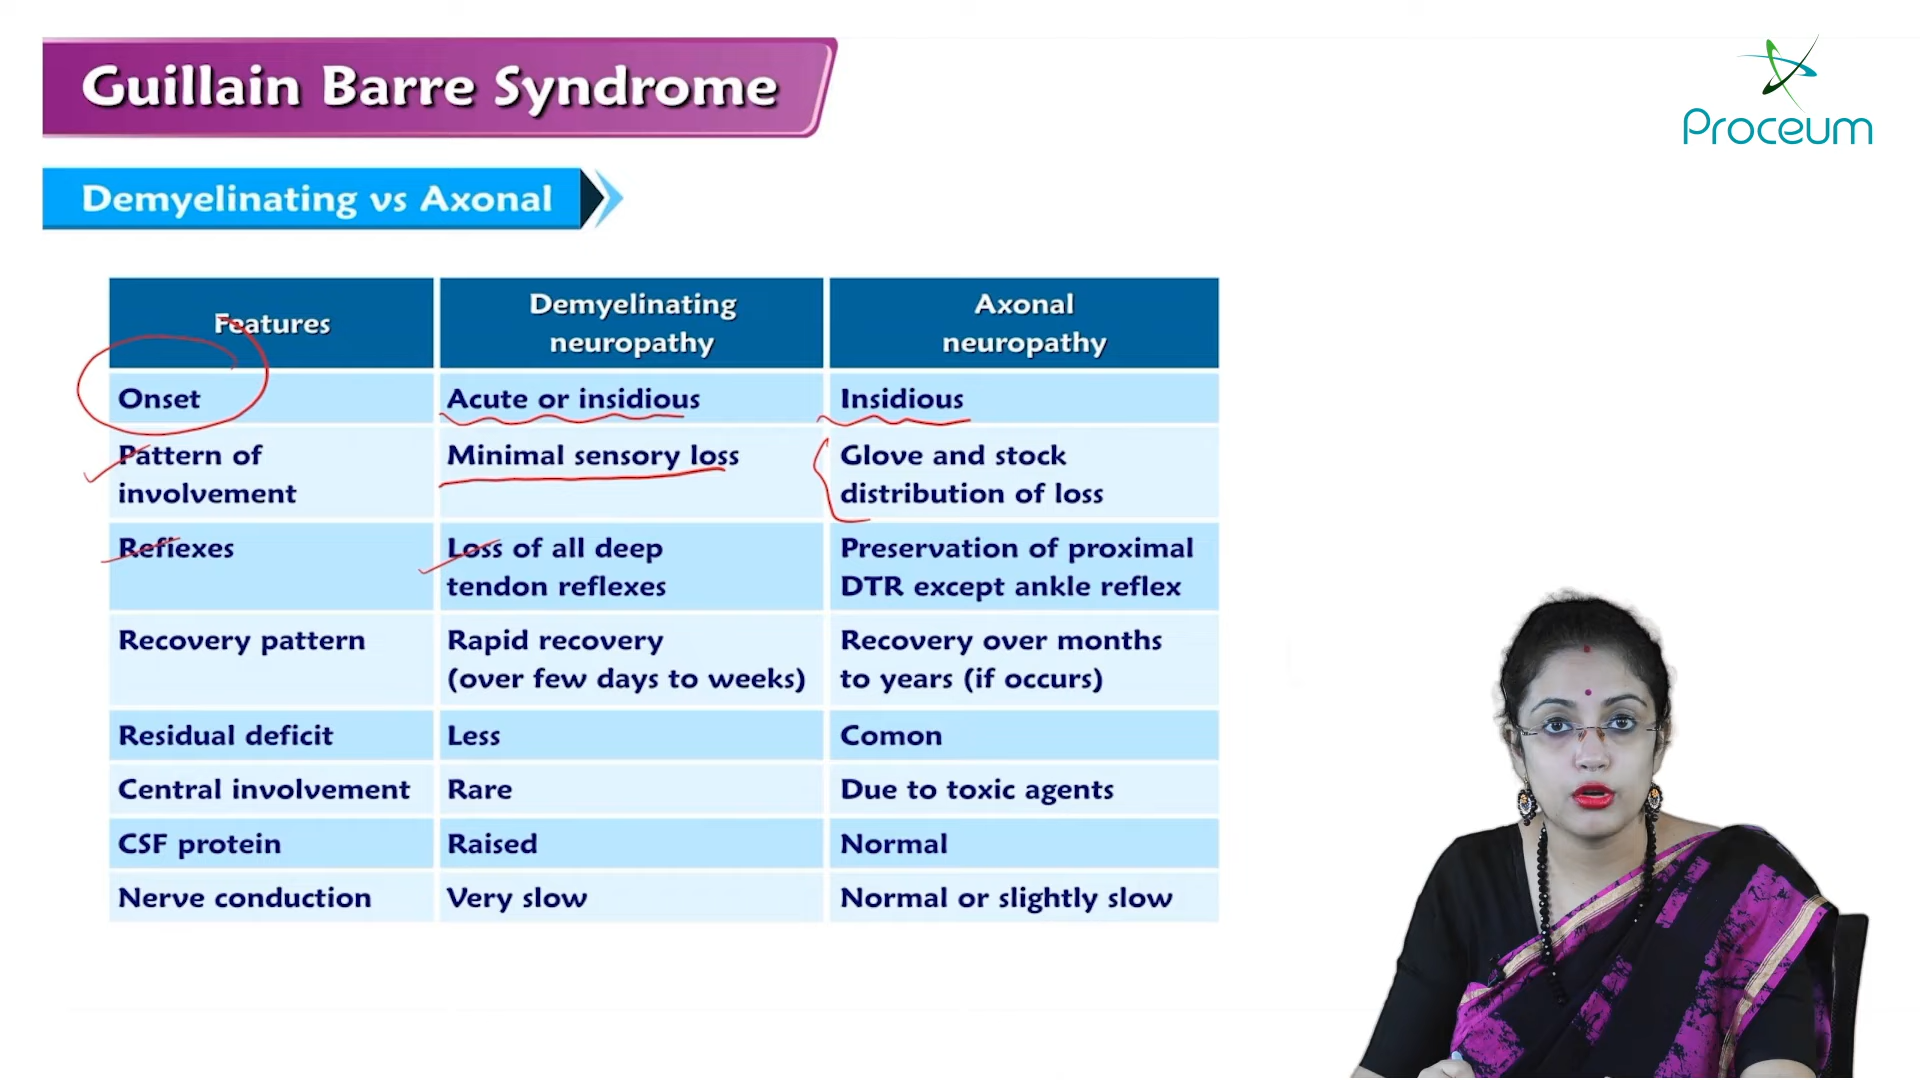 Guillain Barre Syndrome
Proceum
Demyelinating vs Axonal
Features
Demyelinating
neuropathy
Axonal
neuropathy
Onset
Acute or insidious
Insidious
Pattern of
involvement
Minimal sensory loss
Glove and stock
distribution of loss
Reflexes
Loss of all deep
tendon reflexes
Preservation of proximal
DTR except ankle reflex
Recovery pattern
Rapid recovery
(over few days to weeks)
Recovery over months
to years (if occurs)
Residual deficit
Less
Comon
Central involvement
Rare
Due to toxic agents
CSF protein
Raised
Normal
Nerve conduction
Very slow
Normal or slightly slow